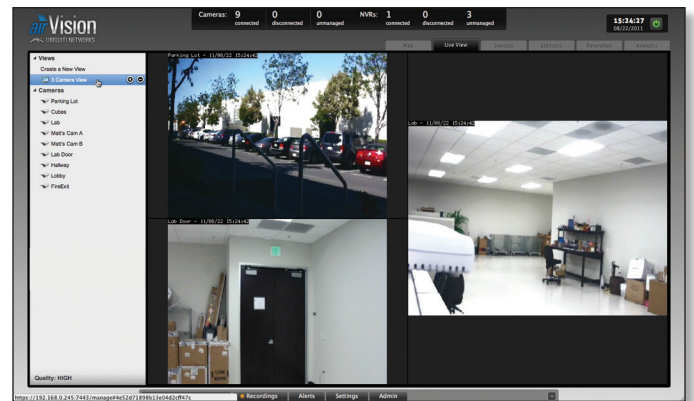 airVision
UBIQUITI NETWORKS
Cameras: 9 connected 0 disconnected 0 unmanaged NVRs: 1 connected 0 disconnected 3 unmanaged
15:24:27
08/22/2011
Map Live View Devices Statistics Recordings Analytics
Views
Create a New View
3 Camera View
Cameras
Parking Lot
Cubes
Lab
Matt's Cam A
Matt's Cam B
Lab Door
Hallway
Lobby
FireExit
Parking Lot - 11/08/22 15:24:42
Lab - 11/08/22 15:24:42
Lab Door - 11/08/22 15:24:42
Quality: HIGH
https://192.168.0.245:7443/manage#4e52d71898b13e04d2cff47c
Recordings Alerts Settings Admin